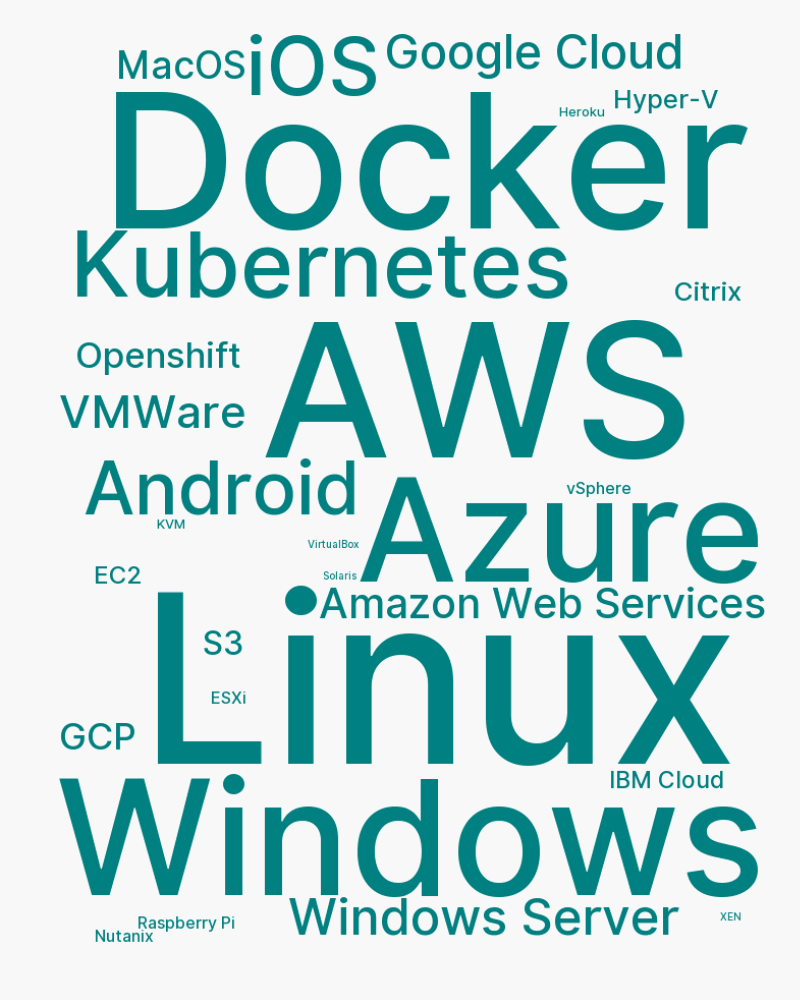 MacOS
iOS
Google Cloud
Hyper-V
Heroku
Docker
Kubernetes
Citrix
AWS
Openshift
VMWare
Android
vSphere
Azure
KVM
VirtualBox
Solaris
EC2
Amazon Web Services
Linux
S3
ESXi
GCP
IBM Cloud
Windows
Windows Server
XEN
Raspberry Pi
Nutanix